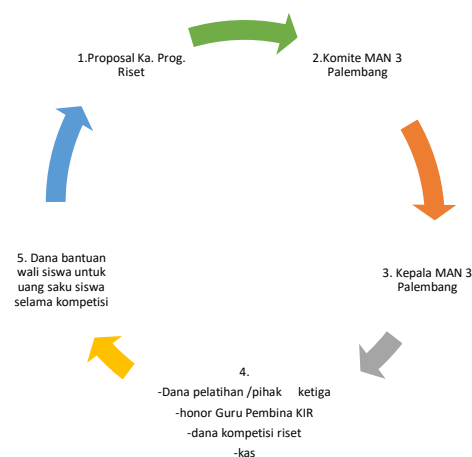 1.Proposal Ka. Prog.
Riset
2.Komite MAN 3
Palembang
3. Kepala MAN 3
Palembang
4.
-Dana pelatihan /pihak ketiga
-honor Guru Pembina KIR
-dana kompetisi riset
-kas
5. Dana bantuan
wali siswa untuk
uang saku siswa
selama kompetisi